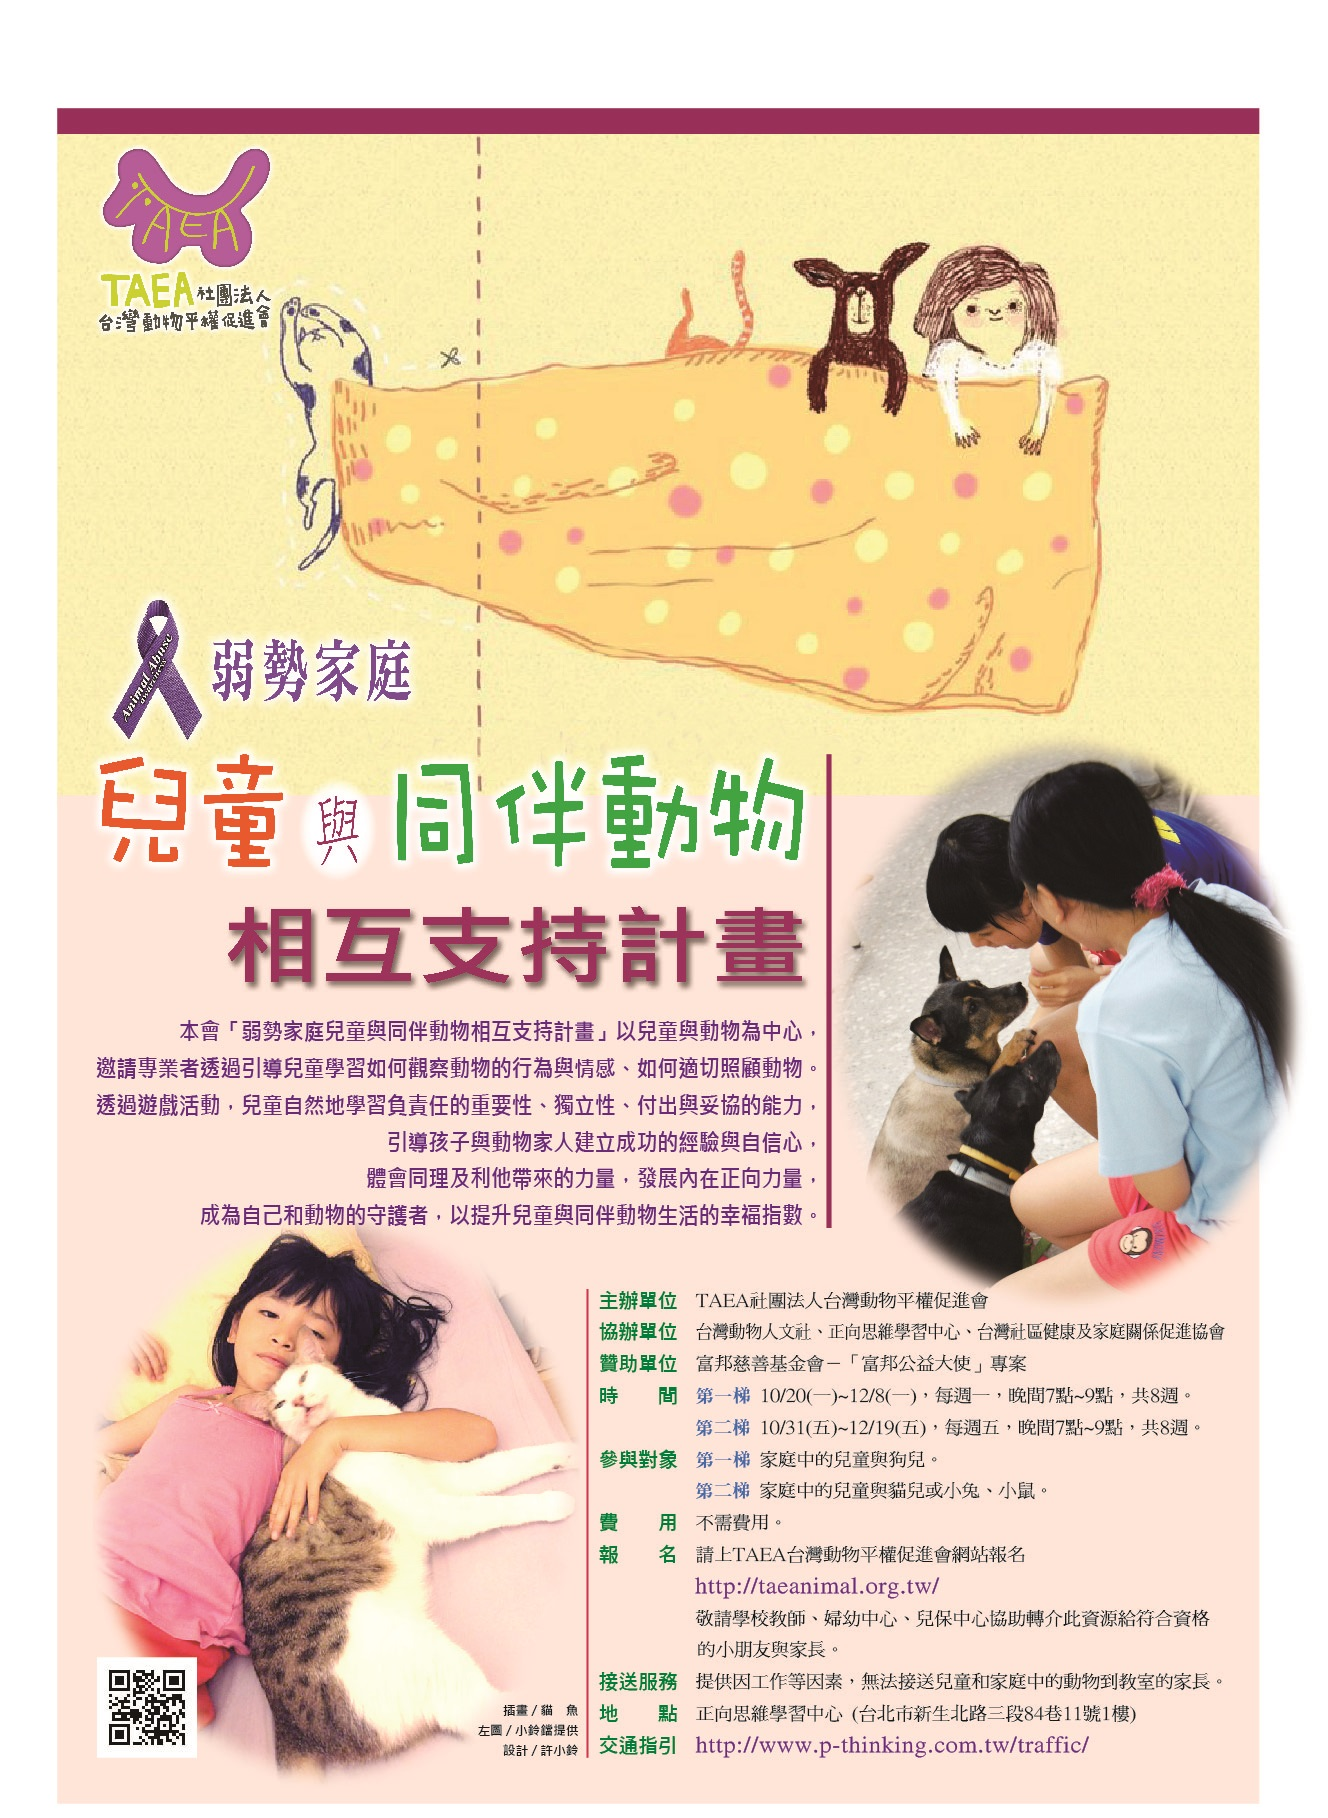 AEA
TAEA 社團法人
台灣動物平權促進會
Animal Abuse
awareness
弱勢家庭
兒童與同伴動物
相互支持計畫
本會「弱勢家庭兒童與同伴動物相互支持計畫」以兒童與動物為中心，
邀請專業者透過引導兒童學習如何觀察動物的行為與情感、如何適切照顧動物。
透過遊戲活動，兒童自然地學習負責任的重要性、獨立性、付出與妥協的能力，
引導孩子與動物家人建立成功的經驗與自信心，
體會同理及利他帶來的力量，發展內在正向力量，
成為自己和動物的守護者，以提升兒童與同伴動物生活的幸福指數。
主辦單位 TAEA社團法人台灣動物平權促進會
協辦單位 台灣動物人文社、正向思維學習中心、台灣社區健康及家庭關係促進協會
贊助單位 富邦慈善基金會－「富邦公益大使」專案
時間 第一梯 10/20(一)~12/8(一)，每週一，晚間7點~9點，共8週。
第二梯 10/31(五)~12/19(五)，每週五，晚間7點~9點，共8週。
參與對象 第一梯 家庭中的兒童與狗兒。
第二梯 家庭中的兒童與貓兒或小兔、小鼠。
費用 不需費用。
報名 請上TAEA台灣動物平權促進會網站報名
http://taeanimal.org.tw/
敬請學校教師、婦幼中心、兒保中心協助轉介此資源給符合資格
的小朋友與家長。
接送服務 提供因工作等因素，無法接送兒童和家庭中的動物到教室的家長。
地點 正向思維學習中心 (台北市新生北路三段84巷11號1樓)
交通指引 http://www.p-thinking.com.tw/traffic/
插畫 / 貓 魚
左圖 / 小鈴鐺提供
設計 / 許小鈴